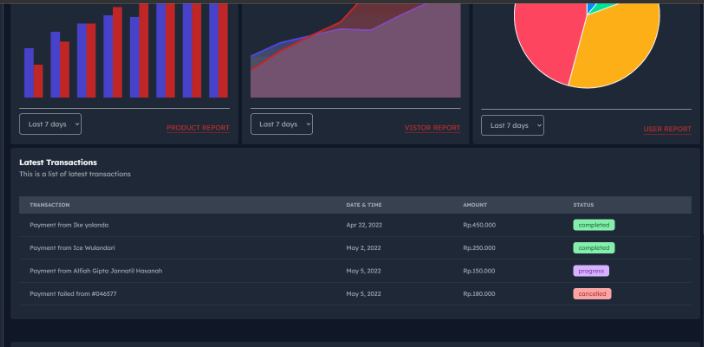 Last 7 days
PRODUCT REPORT
Last 7 days
VISTOR REPORT
Last 7 days
USER REPORT
Latest Transactions
This is a list of latest transactions
TRANSACTION DATE & TIME AMOUNT STATUS
Payment from Ike yolanda Apr 22, 2022 Rp.450.000 completed
Payment from Ice Wulandari May 2, 2022 Rp.250.000 completed
Payment from Alfiah Gipta Jannatil Hasanah May 5, 2022 Rp.150.000 progress
Payment failed from #046577 May 5, 2022 Rp.180.000 cancelled